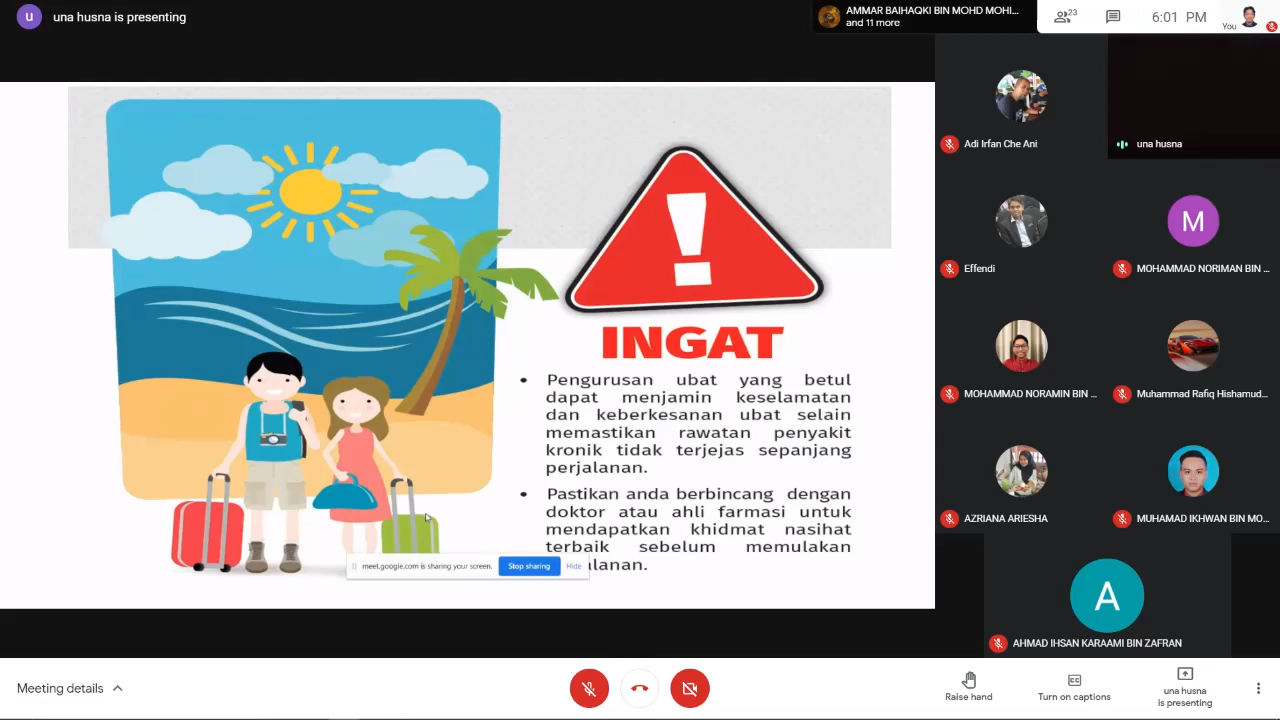 u
una husna is presenting
AMMAR BAIHAQKI BIN MOHD MOHI...
and 11 more
23
6:01 PM
You
Adi Irfan Che Ani
una husna
Effendi
M
MOHAMMAD NORIMAN BIN ...
MOHAMMAD NORAMIN BIN ...
Muhammad Rafiq Hishamud...
AZRIANA ARIESHA
MUHAMAD IKHWAN BIN MO...
A
AHMAD IHSAN KARAAMI BIN ZAFRAN
INGAT
• Pengurusan ubat yang betul
dapat menjamin keselamatan
dan keberkesanan ubat selain
memastikan rawatan penyakit
kronik tidak terjejas sepanjang
perjalanan.
• Pastikan anda berbincang dengan
doktor atau ahli farmasi untuk
mendapatkan khidmat nasihat
terbaik sebelum memulakan
alanan.
meet.google.com is sharing your screen.
Stop sharing
Hide
Meeting details
Raise hand
Turn on captions
una husna
is presenting